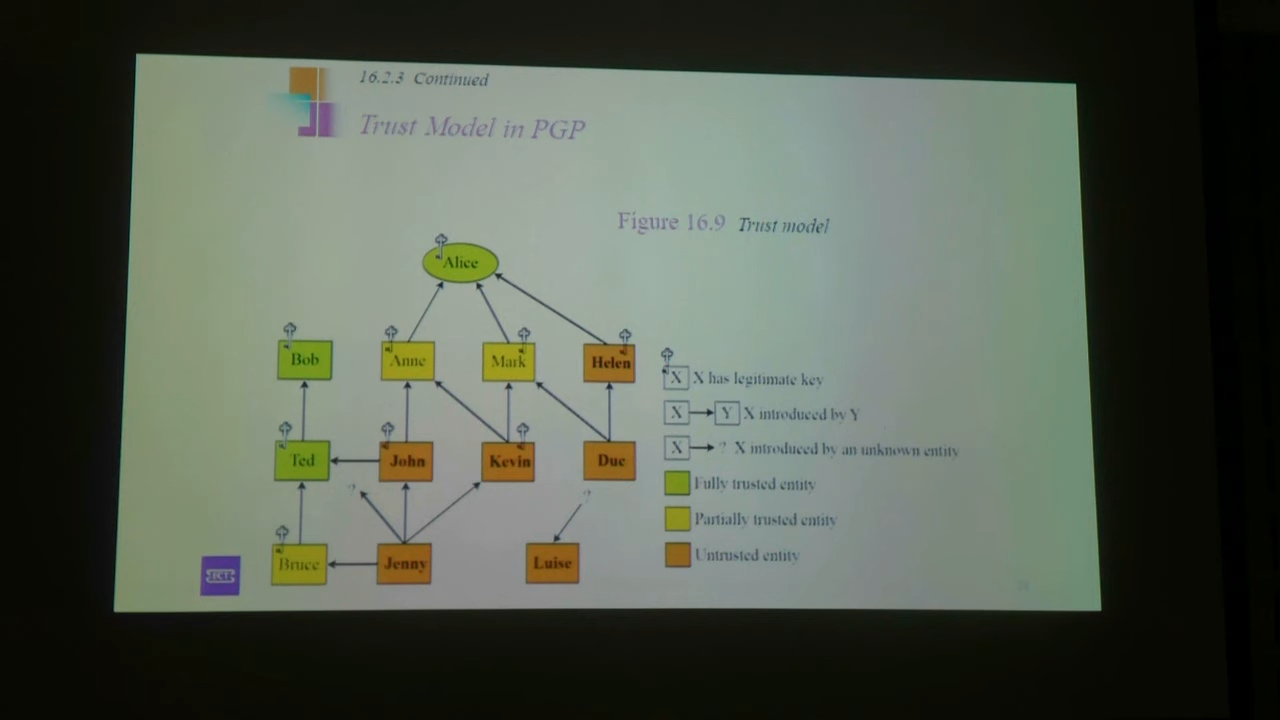 16.2.3 Continued
Trust Model in PGP
Figure 16.9 Trust model
Alice
Bob
Anne
Mark
Helen
X X has legitimate key
X Y X introduced by Y
Ted
John
Kevin
Duc
X ? X introduced by an unknown entity
?
?
Fully trusted entity
Partially trusted entity
Bruce
Jenny
Luise
Untrusted entity